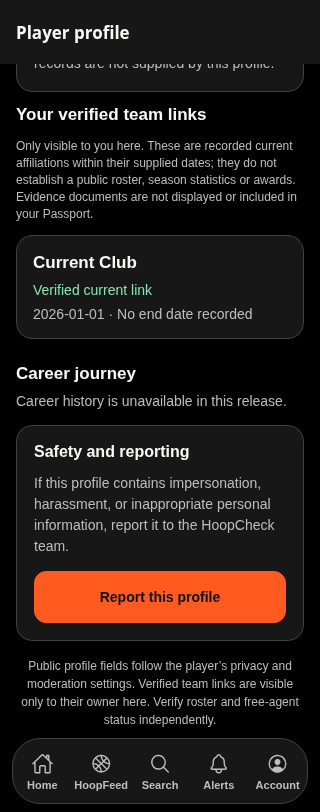 Player profile
records are not supplied by this profile.
Your verified team links
Only visible to you here. These are recorded current
affiliations within their supplied dates; they do not
establish a public roster, season statistics or awards.
Evidence documents are not displayed or included in
your Passport.
Current Club
Verified current link
2026-01-01 · No end date recorded
Career journey
Career history is unavailable in this release.
Safety and reporting
If this profile contains impersonation,
harassment, or inappropriate personal
information, report it to the HoopCheck
team.
Report this profile
Public profile fields follow the player’s privacy and
moderation settings. Verified team links are visible
only to their owner here. Verify roster and free-agent
status independently.
Home HoopFeed Search Alerts Account